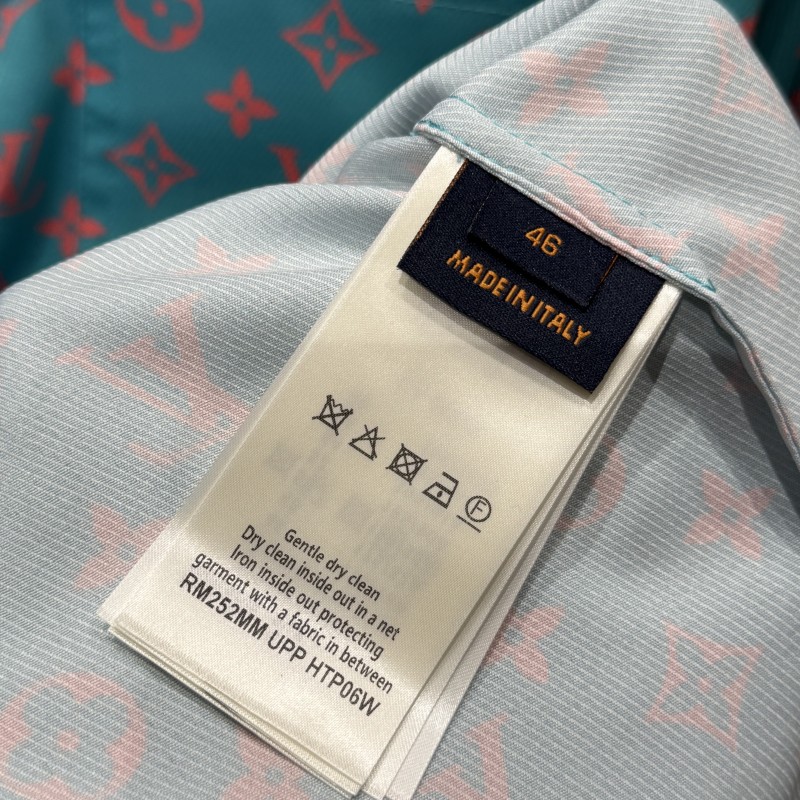 46
MADE IN ITALY
F
Gentle dry clean
Dry clean inside out in a net
Iron inside out protecting
garment with a fabric in between
RM252MM UPP HTP06W